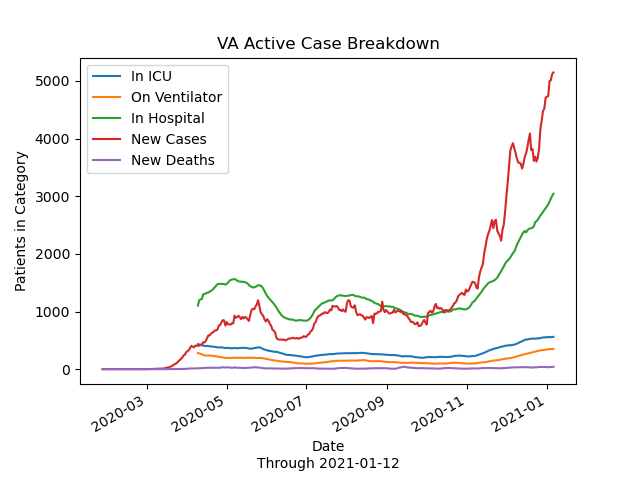 VA Active Case Breakdown
In ICU
On Ventilator
In Hospital
New Cases
New Deaths
Patients in Category
5000
4000
3000
2000
1000
0
2020-03
2020-05
2020-07
2020-09
2020-11
2021-01
Date
Through 2021-01-12